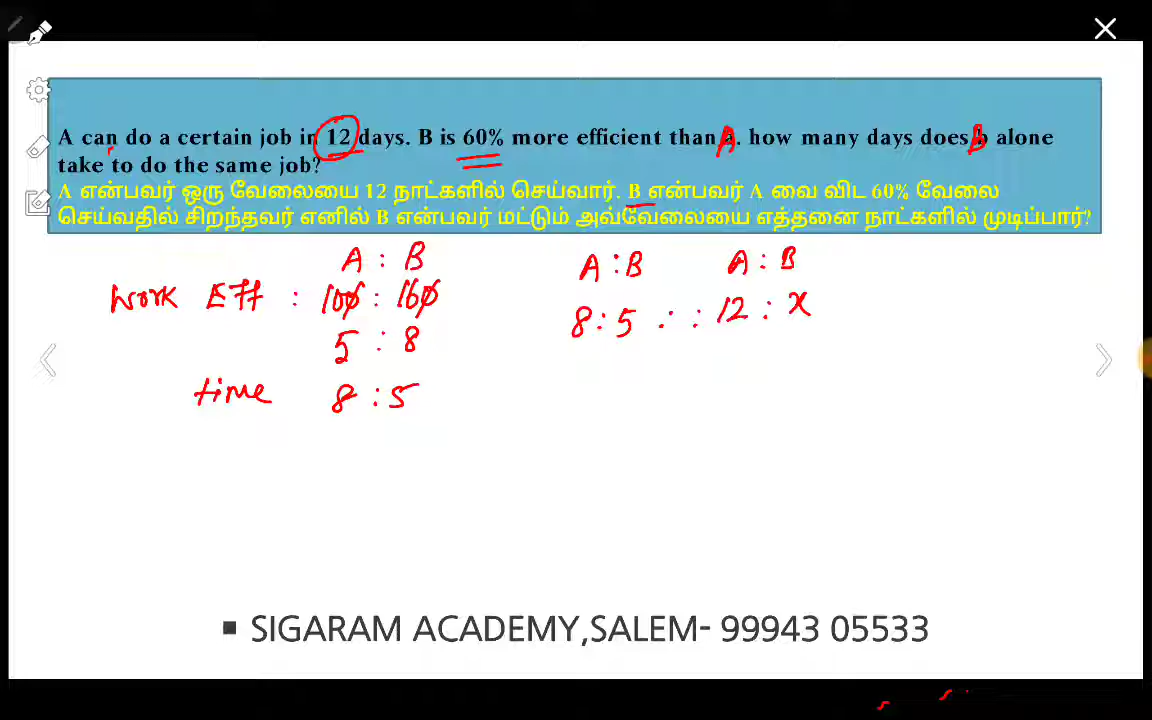 A can do a certain job in 12 days. B is 60% more efficient than A. how many days does B alone
take to do the same job?
A என்பவர் ஒரு வேலையை 12 நாட்களில் செய்வார். B என்பவர் A வை விட 60% வேலை
செய்வதில் சிறந்தவர் எனில் B என்பவர் மட்டும் அவ்வேலையை எத்தனை நாட்களில் முடிப்பார்?
A : B
Work Eff : 100 : 160
5 : 8
time 8 : 5
A : B A : B
8 : 5 : : 12 : x
▪ SIGARAM ACADEMY,SALEM- 99943 05533